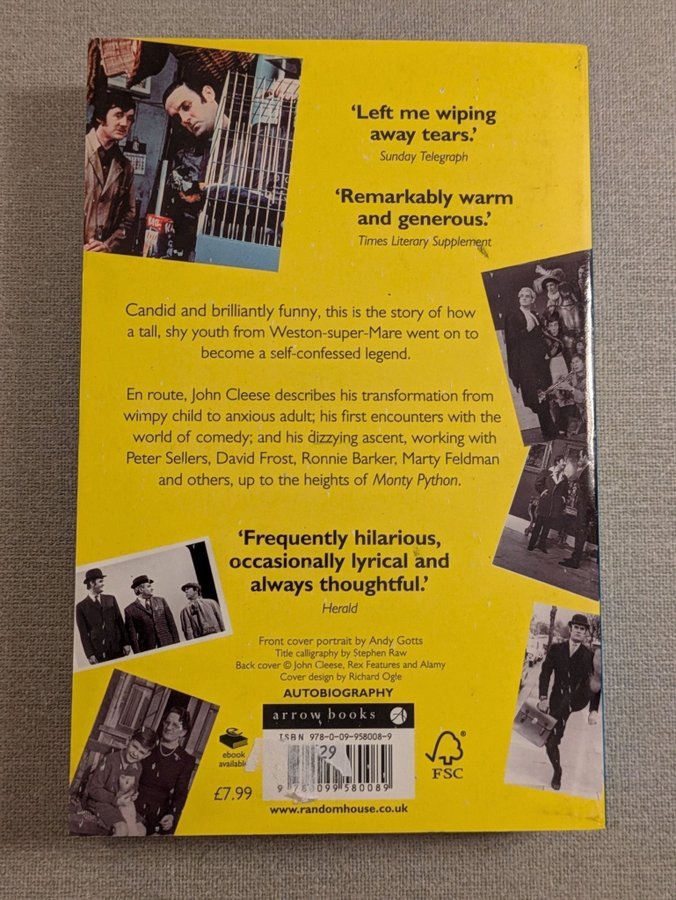 ‘Left me wiping
away tears.’
Sunday Telegraph
‘Remarkably warm
and generous.’
Times Literary Supplement
Candid and brilliantly funny, this is the story of how
a tall, shy youth from Weston-super-Mare went on to
become a self-confessed legend.
En route, John Cleese describes his transformation from
wimpy child to anxious adult; his first encounters with the
world of comedy; and his dizzying ascent, working with
Peter Sellers, David Frost, Ronnie Barker, Marty Feldman
and others, up to the heights of Monty Python.
‘Frequently hilarious,
occasionally lyrical and
always thoughtful.’
Herald
Front cover portrait by Andy Gotts
Title calligraphy by Stephen Raw
Back cover © John Cleese, Rex Features and Alamy
Cover design by Richard Ogle
AUTOBIOGRAPHY
arrow books
ISBN 978-0-09-958008-9
ebook
available
29
£7.99
9 78 099 580089
www.randomhouse.co.uk
®
FSC